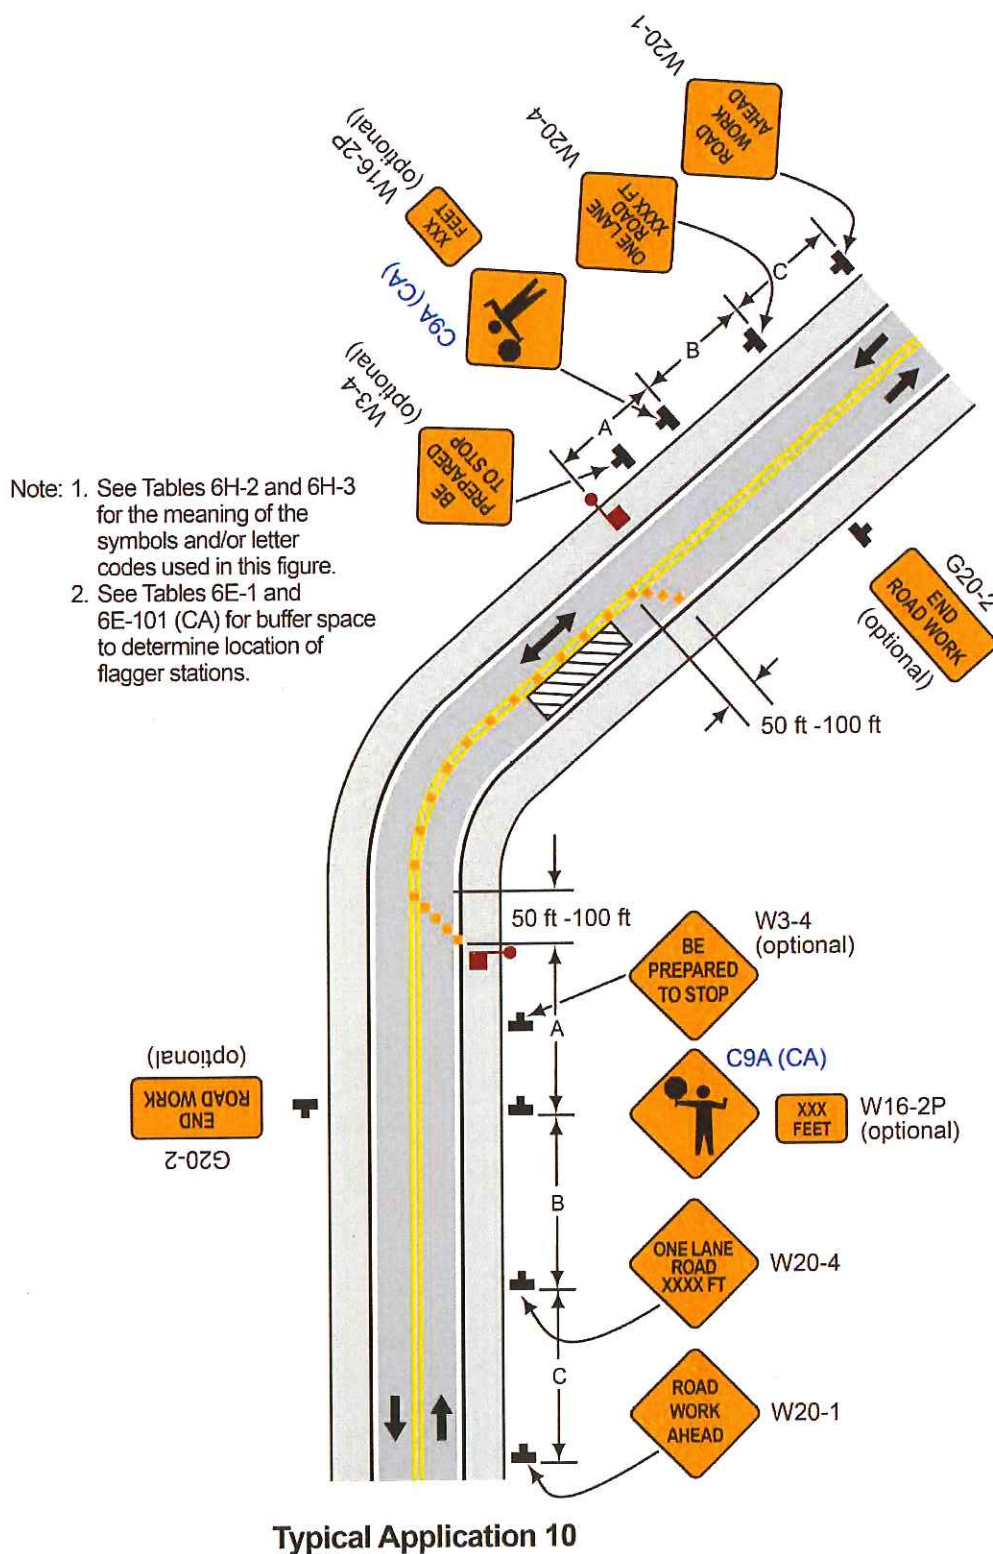 W20-1
ROAD
WORK
AHEAD
W20-4
ONE LANE
ROAD
XXXX FT
W16-2P
(optional)
XXX
FEET
C9A (CA)
W3-4
(optional)
BE
PREPARED
TO STOP
C
B
A
Note: 1. See Tables 6H-2 and 6H-3
for the meaning of the
symbols and/or letter
codes used in this figure.
2. See Tables 6E-1 and
6E-101 (CA) for buffer space
to determine location of
flagger stations.
G20-2
END
ROAD WORK
(optional)
50 ft -100 ft
50 ft -100 ft
W3-4
(optional)
BE
PREPARED
TO STOP
A
C9A (CA)
XXX
FEET
W16-2P
(optional)
G20-2
END
ROAD WORK
(optional)
B
ONE LANE
ROAD
XXXX FT
W20-4
C
ROAD
WORK
AHEAD
W20-1
Typical Application 10